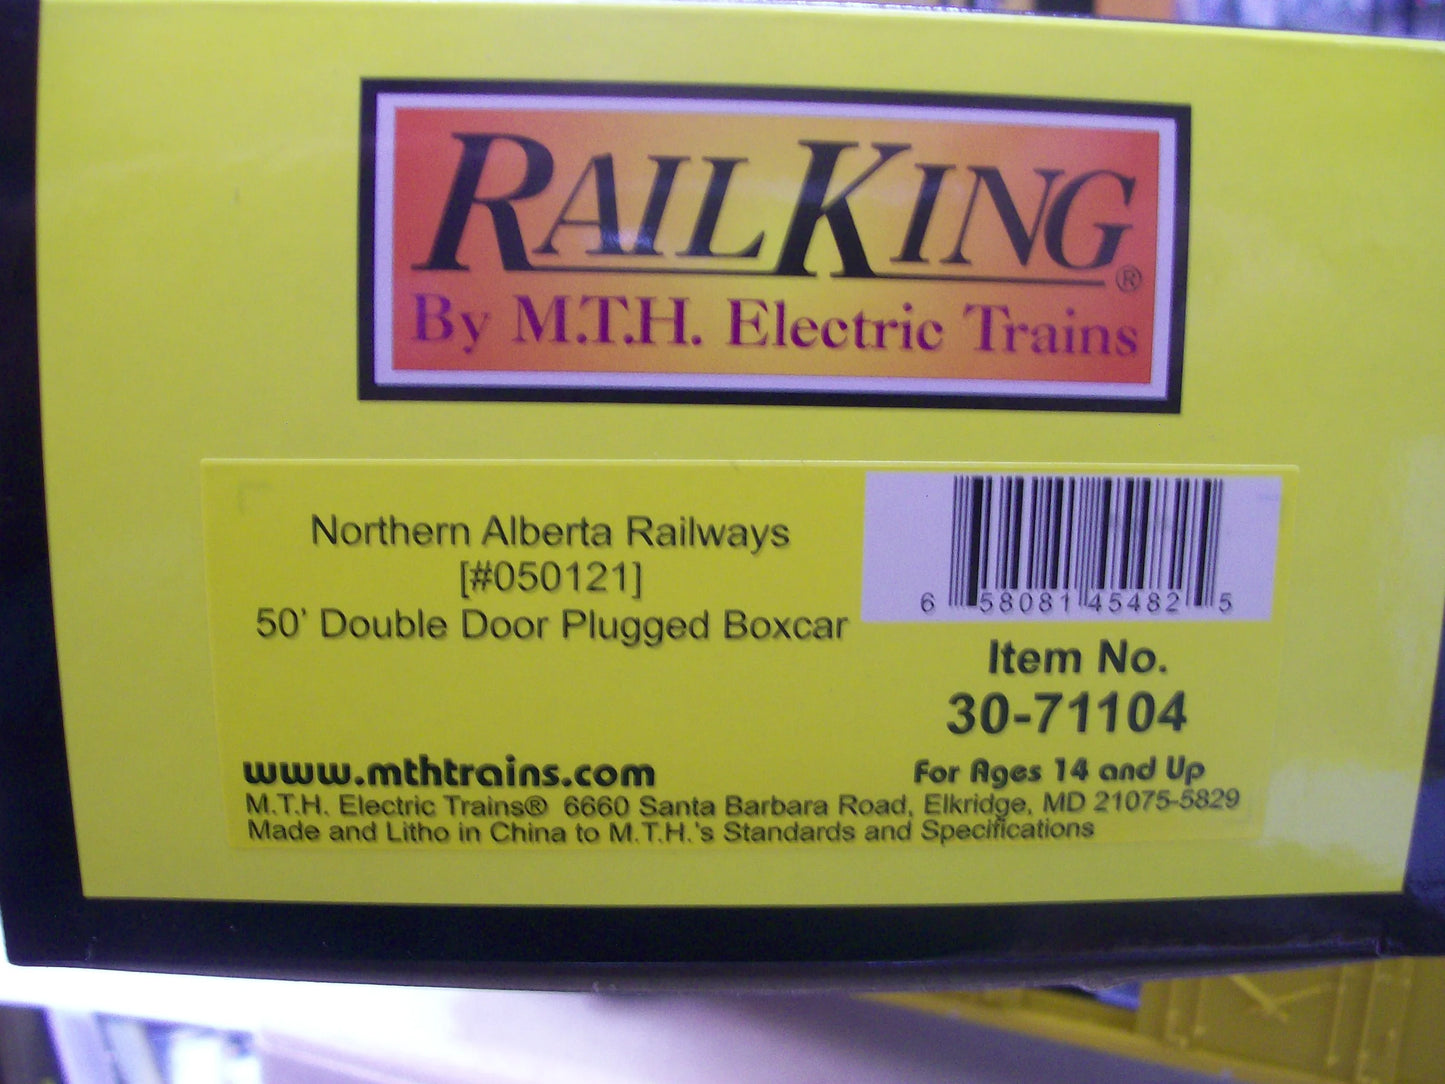 RAILKING®
By M.T.H. Electric Trains
Northern Alberta Railways
[#050121]
50' Double Door Plugged Boxcar
6 58081 45482 5
Item No.
30-71104
www.mthtrains.com
For Ages 14 and Up
M.T.H. Electric Trains® 6660 Santa Barbara Road, Elkridge, MD 21075-5829
Made and Litho in China to M.T.H.'s Standards and Specifications